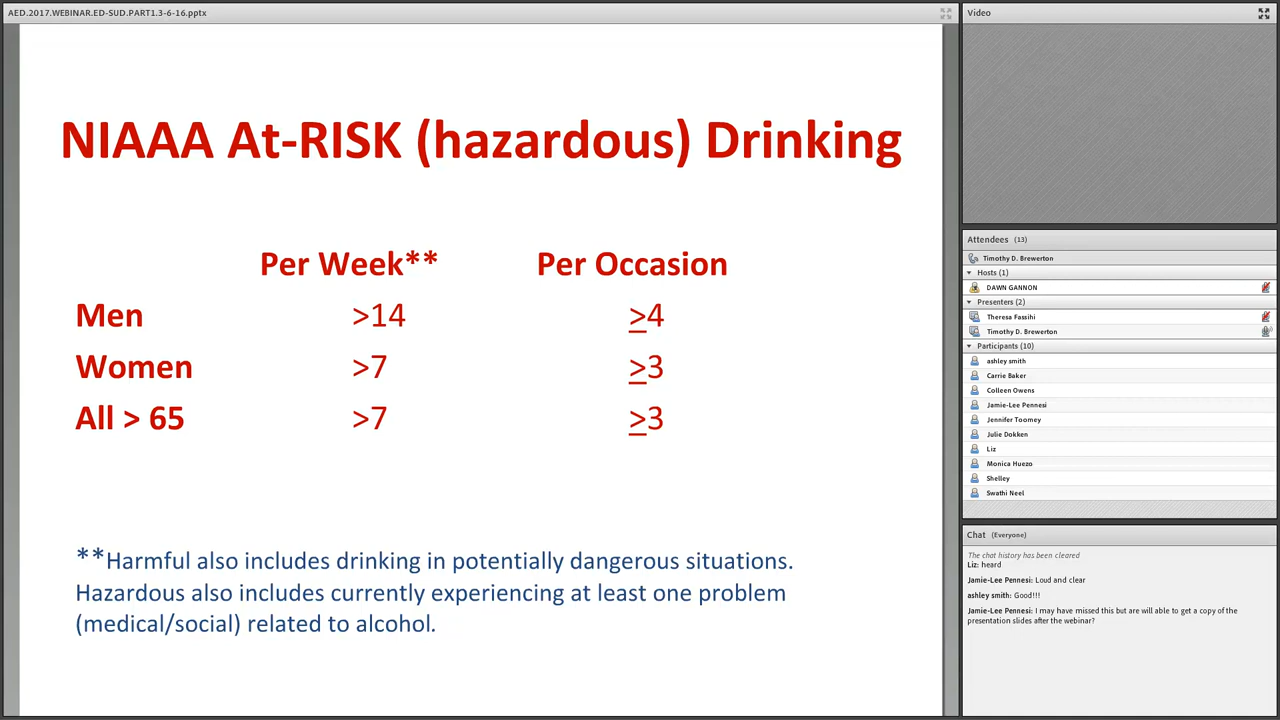 AED.2017.WEBINAR.ED-SUD.PART1.3-6-16.pptx
NIAAA At-RISK (hazardous) Drinking
Per Week** Per Occasion
Men >14 ≥4
Women >7 ≥3
All > 65 >7 ≥3
**Harmful also includes drinking in potentially dangerous situations.
Hazardous also includes currently experiencing at least one problem
(medical/social) related to alcohol.
Video
Attendees (13)
Timothy D. Brewerton
Hosts (1)
DAWN GANNON
Presenters (2)
Theresa Fassihi
Timothy D. Brewerton
Participants (10)
ashley smith
Carrie Baker
Colleen Owens
Jamie-Lee Pennesi
Jennifer Toomey
Julie Dokken
Liz
Monica Huezo
Shelley
Swathi Neel
Chat (Everyone)
The chat history has been cleared
Liz: heard
Jamie-Lee Pennesi: Loud and clear
ashley smith: Good!!!
Jamie-Lee Pennesi: I may have missed this but are will able to get a copy of the
presentation slides after the webinar?